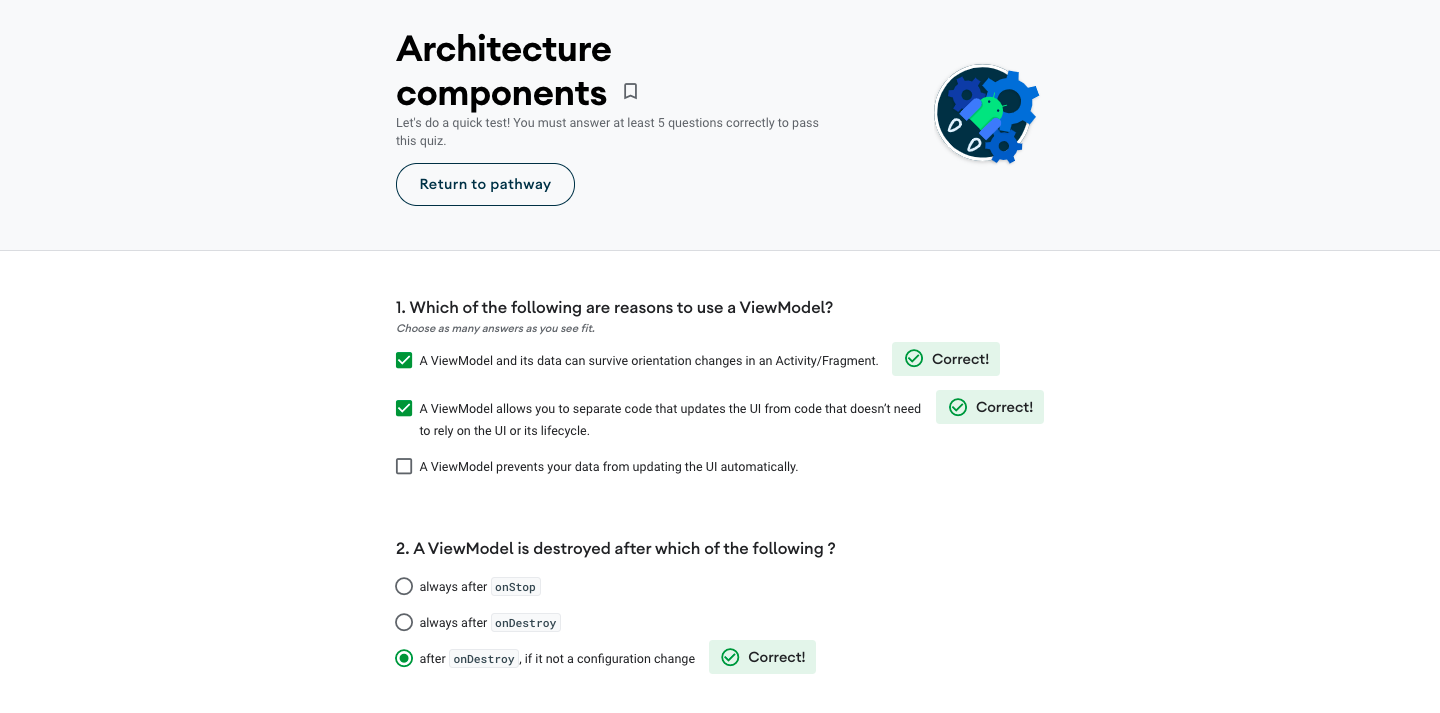 Architecture
components
Let's do a quick test! You must answer at least 5 questions correctly to pass
this quiz.
Return to pathway
1. Which of the following are reasons to use a ViewModel?
Choose as many answers as you see fit.
A ViewModel and its data can survive orientation changes in an Activity/Fragment.
Correct!
A ViewModel allows you to separate code that updates the UI from code that doesn’t need
to rely on the UI or its lifecycle.
Correct!
A ViewModel prevents your data from updating the UI automatically.
2. A ViewModel is destroyed after which of the following ?
always after onStop
always after onDestroy
after onDestroy, if it not a configuration change
Correct!